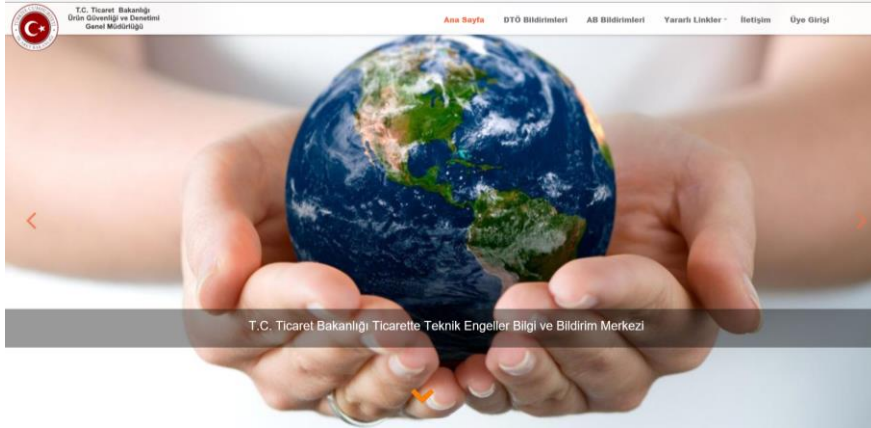 T.C. Ticaret Bakanlığı
Ürün Güvenliği ve Denetimi
Genel Müdürlüğü
Ana Sayfa DTÖ Bildirimleri AB Bildirimleri Yararlı Linkler İletişim Üye Girişi
T.C. Ticaret Bakanlığı Ticarette Teknik Engeller Bilgi ve Bildirim Merkezi